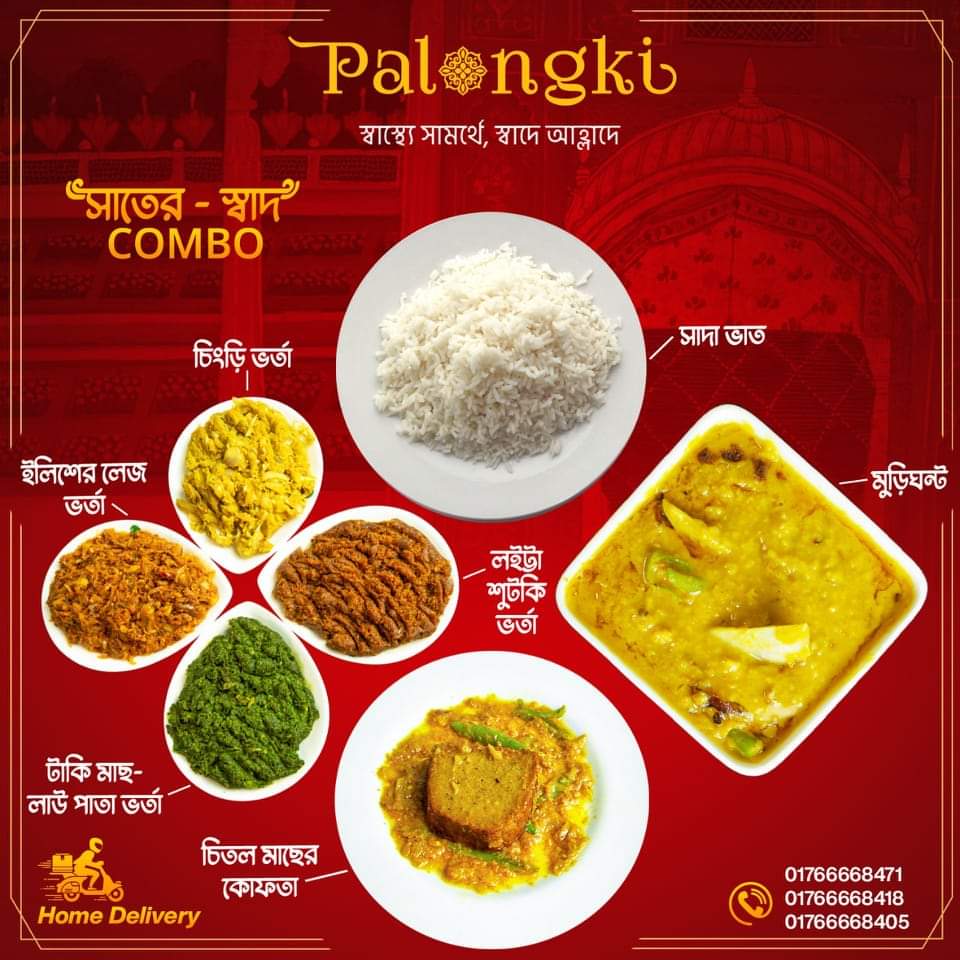 Palongki
স্বাস্থ্যে সামর্থে, স্বাদে আহ্লাদে
সাতের - স্বাদ
COMBO
সাদা ভাত
চিংড়ি ভর্তা
ইলিশের লেজ
ভর্তা
মুড়িঘন্ট
লইট্টা
শুটকি
ভর্তা
টাকি মাছ-
লাউ পাতা ভর্তা
চিতল মাছের
কোফতা
Home Delivery
01766668471
01766668418
01766668405